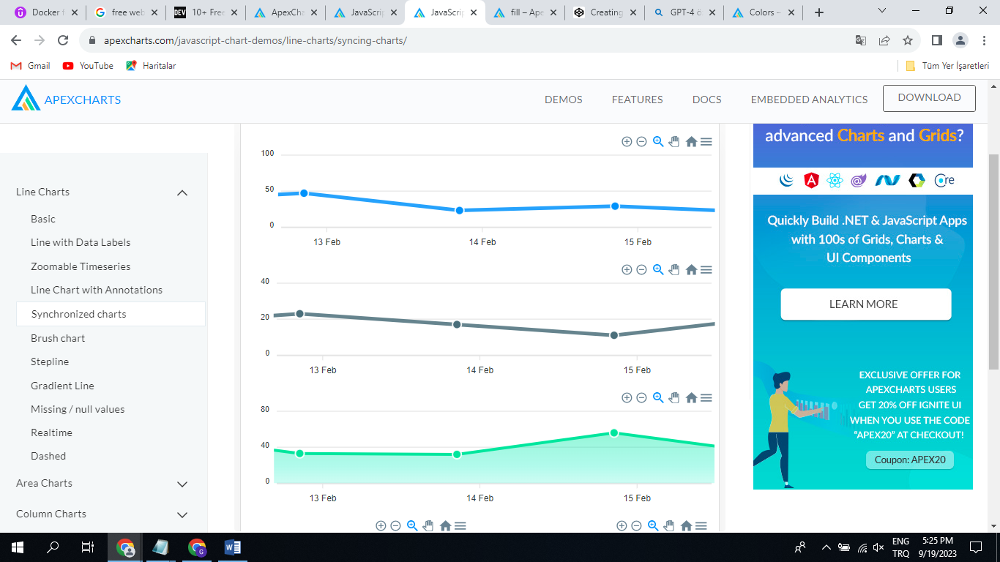 Docker f
free web
10+ Free
ApexCha
JavaScrip
JavaScrip
fill – Ape
Creating
GPT-4 ö
Colors –
apexcharts.com/javascript-chart-demos/line-charts/syncing-charts/
Gmail
YouTube
Haritalar
Tüm Yer İşaretleri
APEXCHARTS
DEMOS
FEATURES
DOCS
EMBEDDED ANALYTICS
DOWNLOAD
Line Charts
Basic
Line with Data Labels
Zoomable Timeseries
Line Chart with Annotations
Synchronized charts
Brush chart
Stepline
Gradient Line
Missing / null values
Realtime
Dashed
Area Charts
Column Charts
100
50
0
13 Feb
14 Feb
15 Feb
40
20
0
13 Feb
14 Feb
15 Feb
80
40
0
13 Feb
14 Feb
15 Feb
advanced Charts and Grids?
Quickly Build .NET & JavaScript Apps
with 100s of Grids, Charts &
UI Components
LEARN MORE
EXCLUSIVE OFFER FOR
APEXCHARTS USERS
GET 20% OFF IGNITE UI
WHEN YOU USE THE CODE
"APEX20" AT CHECKOUT!
Coupon: APEX20
ENG
TRQ
5:25 PM
9/19/2023